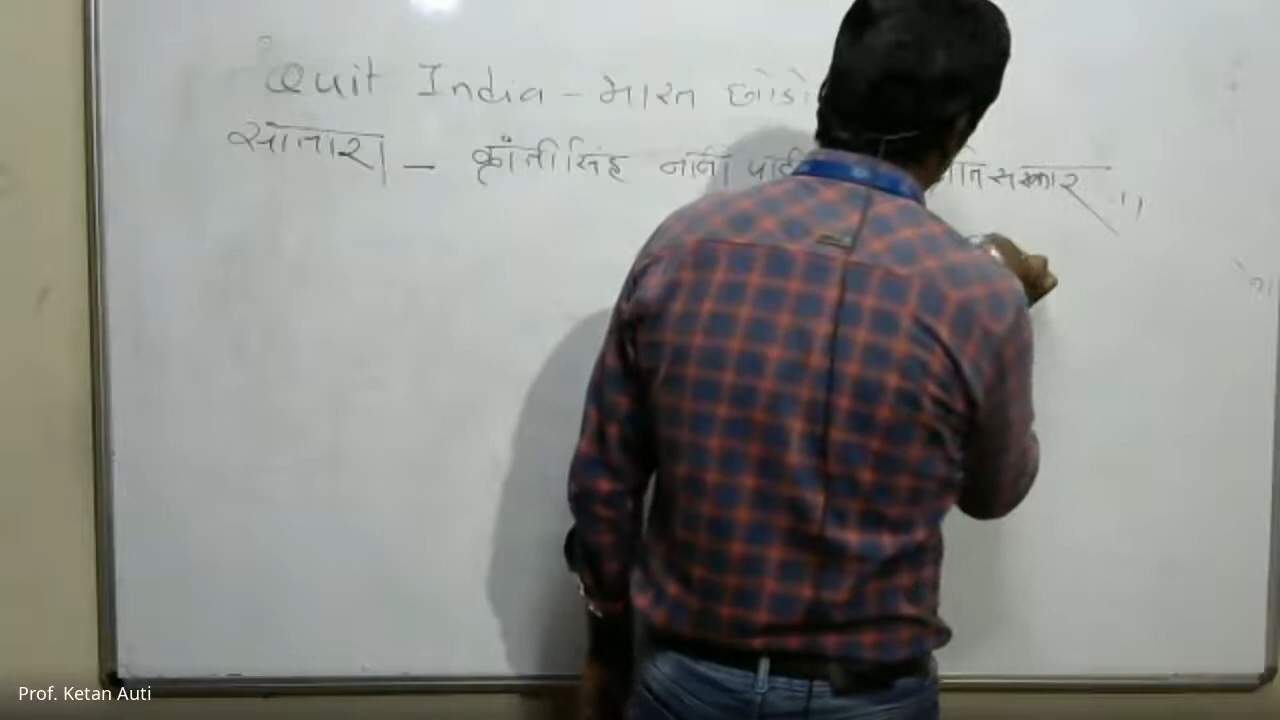 Quit India - भारत छोडो
सातारा - क्रांतीसिंह नाना
Prof. Ketan Auti